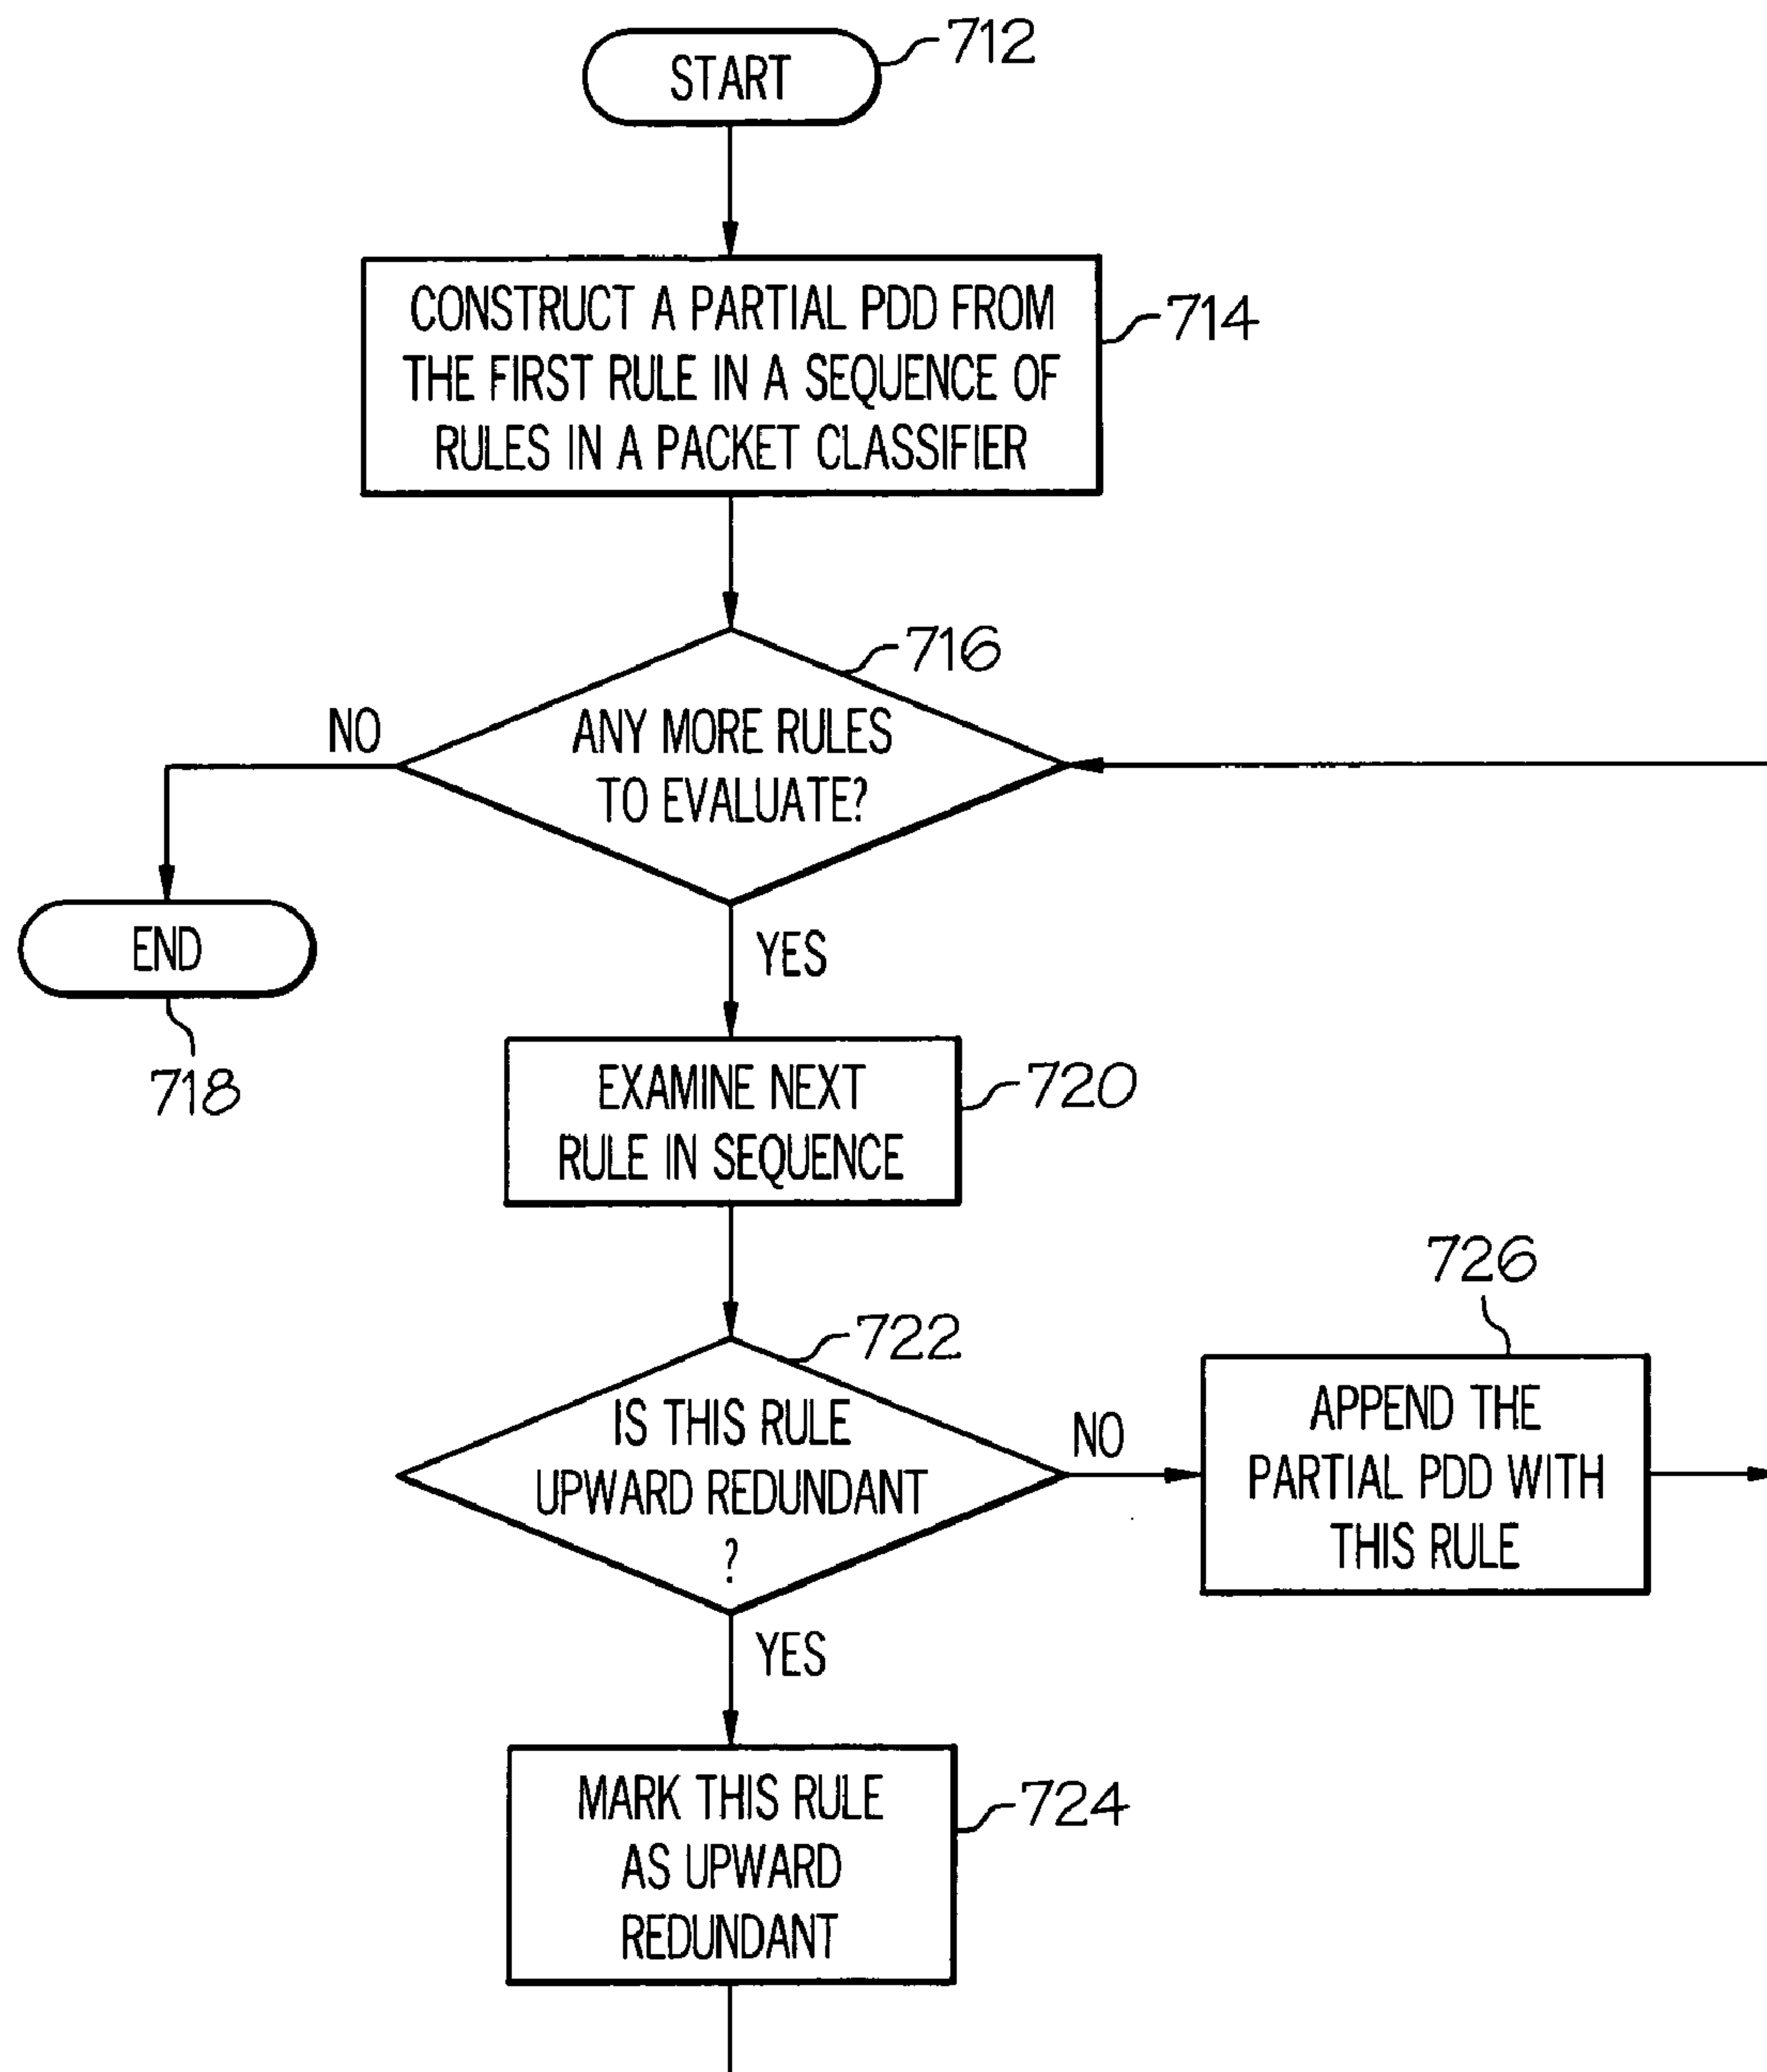 START
712
CONSTRUCT A PARTIAL PDD FROM
THE FIRST RULE IN A SEQUENCE OF
RULES IN A PACKET CLASSIFIER
714
716
ANY MORE RULES
TO EVALUATE?
NO
END
718
YES
EXAMINE NEXT
RULE IN SEQUENCE
720
722
IS THIS RULE
UPWARD REDUNDANT
?
NO
726
APPEND THE
PARTIAL PDD WITH
THIS RULE
YES
MARK THIS RULE
AS UPWARD
REDUNDANT
724